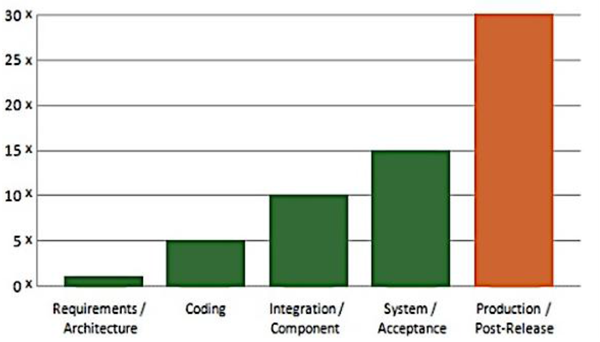 30 x
25 x
20 x
15 x
10 x
5 x
0 x
Requirements /
Architecture
Coding
Integration /
Component
System /
Acceptance
Production /
Post-Release